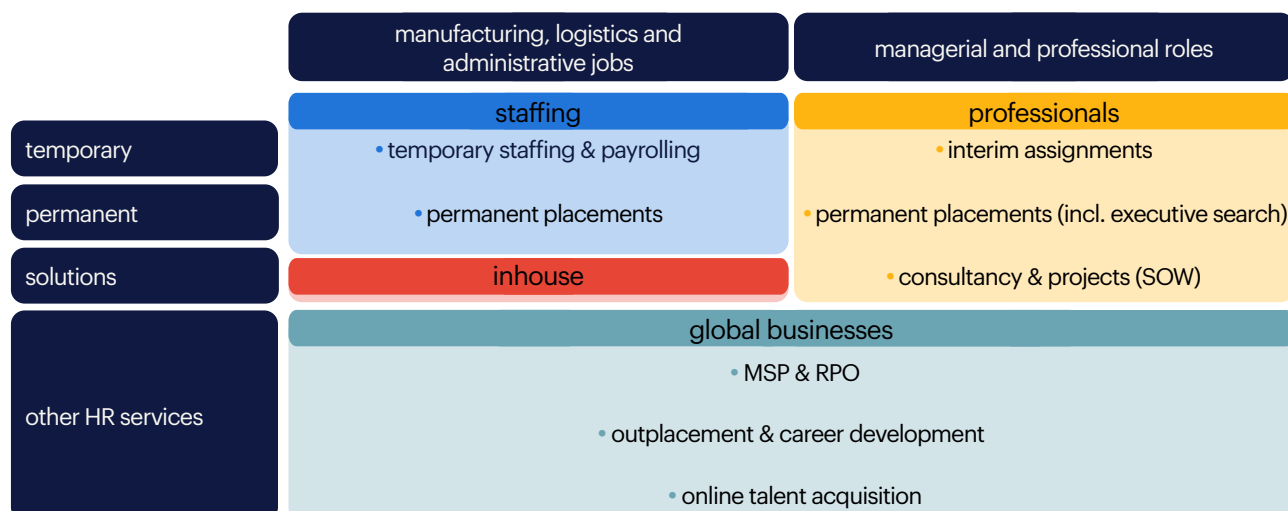 manufacturing, logistics and
administrative jobs
managerial and professional roles
staffing
professionals
temporary
• temporary staffing & payrolling
• interim assignments
permanent
• permanent placements
• permanent placements (incl. executive search)
solutions
inhouse
• consultancy & projects (SOW)
global businesses
• MSP & RPO
other HR services
• outplacement & career development
• online talent acquisition